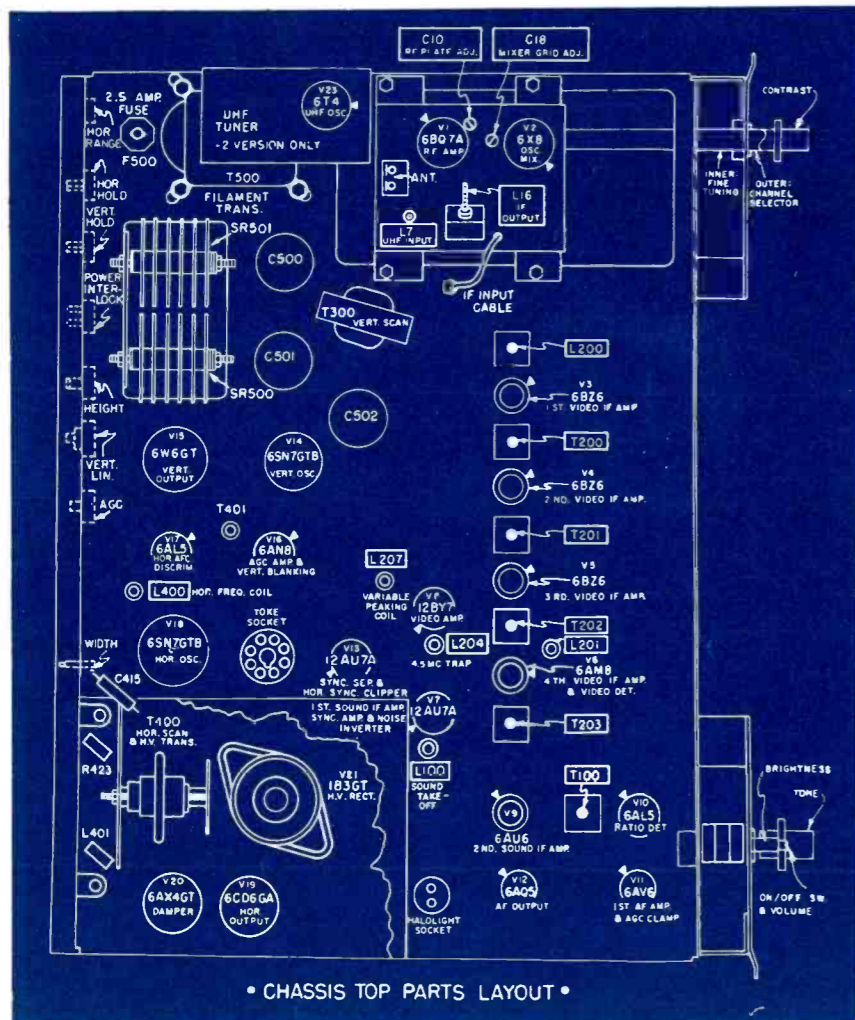 C10
RF PLATE ADJ.
C18
MIXER GRID ADJ.
2.5 AMP.
FUSE
F500
HOR
RANGE
HOR
HOLD
VERT.
HOLD
POWER
INTER-
LOCK
HEIGHT
VERT.
LIN.
AGC
UHF
TUNER
-2 VERSION ONLY
V23
6T4
UHF OSC.
T500
FILAMENT
TRANS.
SR501
SR500
C500
C501
C502
T300
VERT. SCAN
V1
6BQ7A
RF AMP.
V2
6X8
OSC
MIX.
ANT.
L16
IF
OUTPUT
L7
UHF INPUT
IF INPUT
CABLE
CONTRAST
INNER:
FINE
TUNING
OUTER:
CHANNEL
SELECTOR
L200
V3
6BZ6
1ST. VIDEO IF AMP.
T200
V4
6BZ6
2ND. VIDEO IF AMP.
T201
V5
6BZ6
3RD. VIDEO IF AMP.
T202
L201
V6
6AM8
4TH. VIDEO IF AMP.
& VIDEO DET.
T203
V15
6W6GT
VERT.
OUTPUT
V14
6SN7GTB
VERT. OSC.
T401
V17
6AL5
HOR AFC
DISCRIM.
V16
6AN8
AGC AMP &
VERT. BLANKING
L207
VARIABLE
PEAKING
COIL
V8
12BY7
VIDEO AMP.
L204
4.5 MC TRAP
L400
HOR. FREQ. COIL
V18
6SN7GTB
HOR. OSC.
YOKE
SOCKET
V13
12AU7A
SYNC. SEP. &
HOR. SYNC. CLIPPER
1ST. SOUND IF AMP.
SYNC. AMP. & NOISE
INVERTER
V7
12AU7A
L100
SOUND
TAKE-
OFF
WIDTH
C415
T400
HOR. SCAN
& H.V. TRANS.
R423
L401
V21
1B3GT
H.V. RECT.
V20
6AX4GT
DAMPER
V19
6CD6GA
HOR
OUTPUT
HALOLIGHT
SOCKET
T100
V9
6AU6
2ND. SOUND IF AMP.
V10
6AL5
RATIO DET
V12
6AQ5
AF OUTPUT
V11
6AV6
1ST. AF AMP.
& AGC CLAMP
BRIGHTNESS
TONE
ON/OFF SW.
& VOLUME
• CHASSIS TOP PARTS LAYOUT •